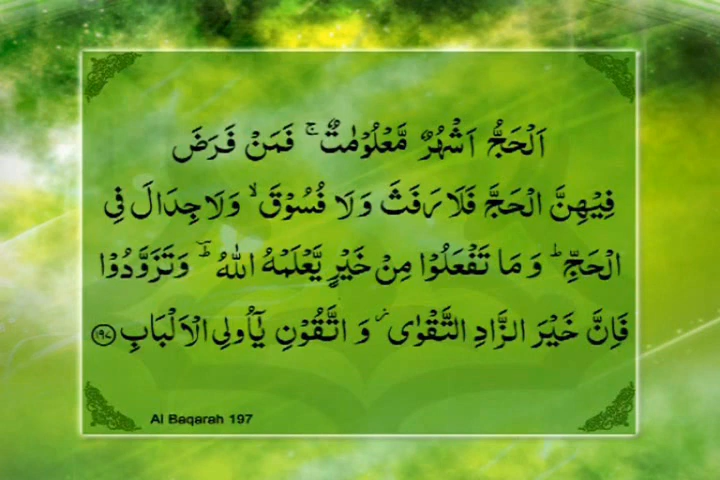 اَلْحَجُّ اَشْهُرٌ مَّعْلُوْمٰتٌ ۚ فَمَنْ فَرَضَ
فِيْهِنَّ الْحَجَّ فَلَا رَفَثَ وَلَا فُسُوْقَ ۙ وَلَا جِدَالَ فِى
الْحَجِّ ؕ وَمَا تَفْعَلُوْا مِنْ خَيْرٍ يَّعْلَمْهُ اللّٰهُ ؕ وَتَزَوَّدُوْا
فَاِنَّ خَيْرَ الزَّادِ التَّقْوٰى ۫ وَاتَّقُوْنِ يٰٓاُولِى الْاَلْبَابِ ﴿۱۹۷﴾
Al Baqarah 197